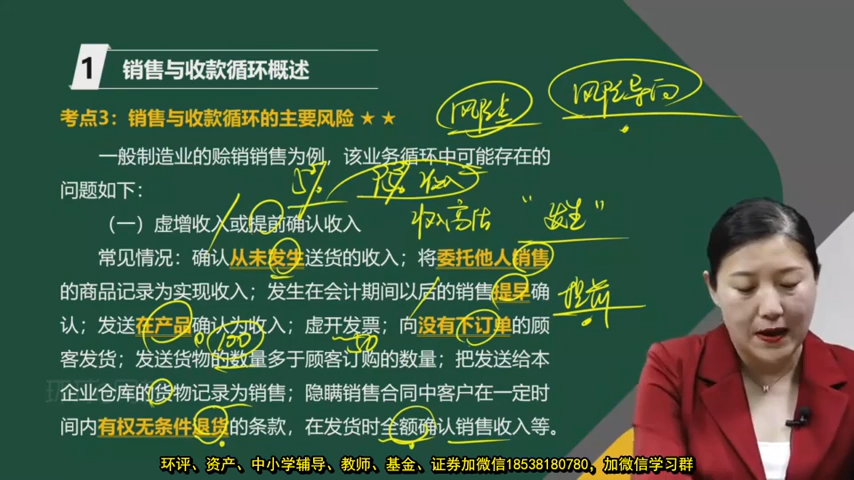 1 销售与收款循环概述
考点3：销售与收款循环的主要风险 ★ ★
风险导向
一般制造业的赊销销售为例，该业务循环中可能存在的
问题如下：
5%
收入高估 “发生”
（一）虚增收入或提前确认收入
常见情况：确认从未发生送货的收入；将委托他人销售
的商品记录为实现收入；发生在会计期间以后的销售提早确
提前
认；发送在产品确认为收入；虚开发票；向没有下订单的顾
100
50
客发货；发送货物的数量多于顾客订购的数量；把发送给本
企业仓库的货物记录为销售；隐瞒销售合同中客户在一定时
间内有权无条件退货的条款，在发货时全额确认销售收入等。
环评、资产、中小学辅导、教师、基金、证券加微信18538180780，加微信学习群